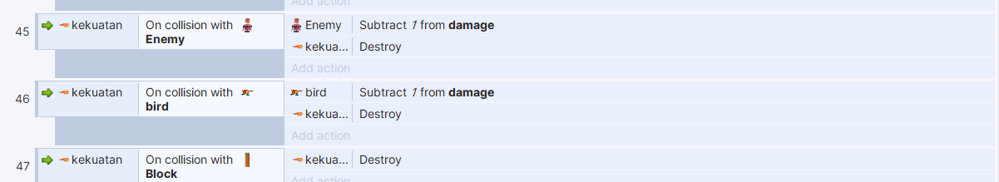 Add action
45 kekuatan On collision with Enemy Enemy Subtract 1 from damage
kekua... Destroy
Add action
46 kekuatan On collision with bird bird Subtract 1 from damage
kekua... Destroy
Add action
47 kekuatan On collision with Block kekua... Destroy
Add action